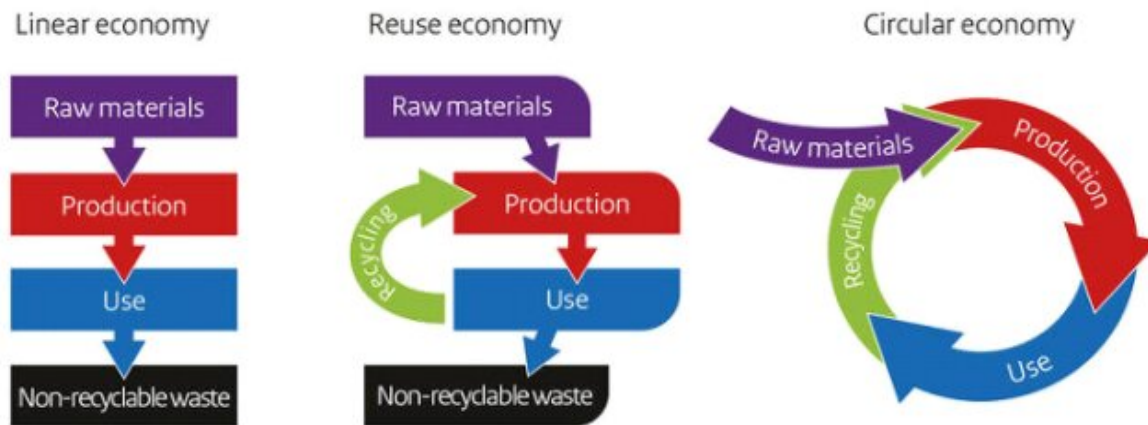 Linear economy
Raw materials
Production
Use
Non-recyclable waste
Reuse economy
Raw materials
Production
Recycling
Use
Non-recyclable waste
Circular economy
Raw materials
Production
Use
Recycling